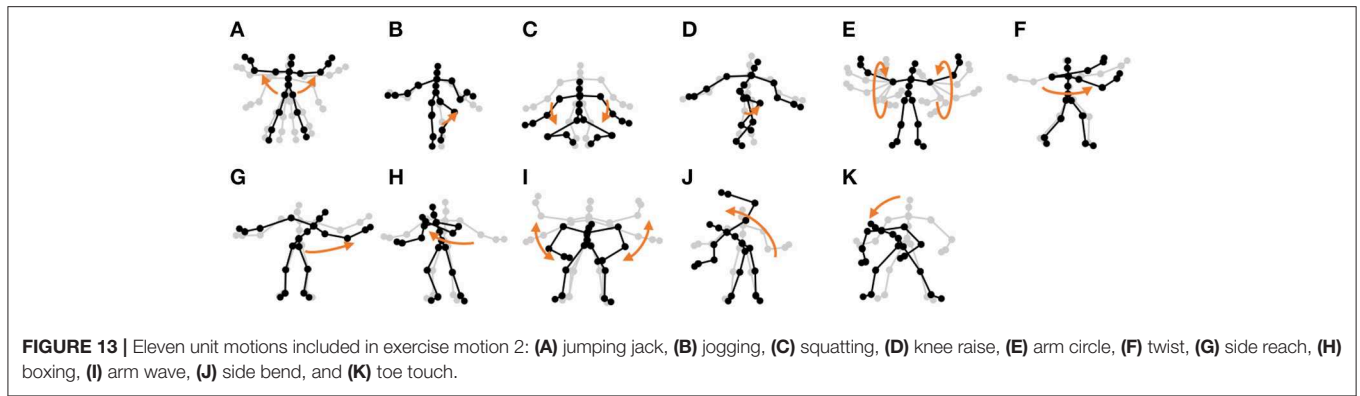 A B C D E F
G H I J K
FIGURE 13 | Eleven unit motions included in exercise motion 2: (A) jumping jack, (B) jogging, (C) squatting, (D) knee raise, (E) arm circle, (F) twist, (G) side reach, (H)
boxing, (I) arm wave, (J) side bend, and (K) toe touch.